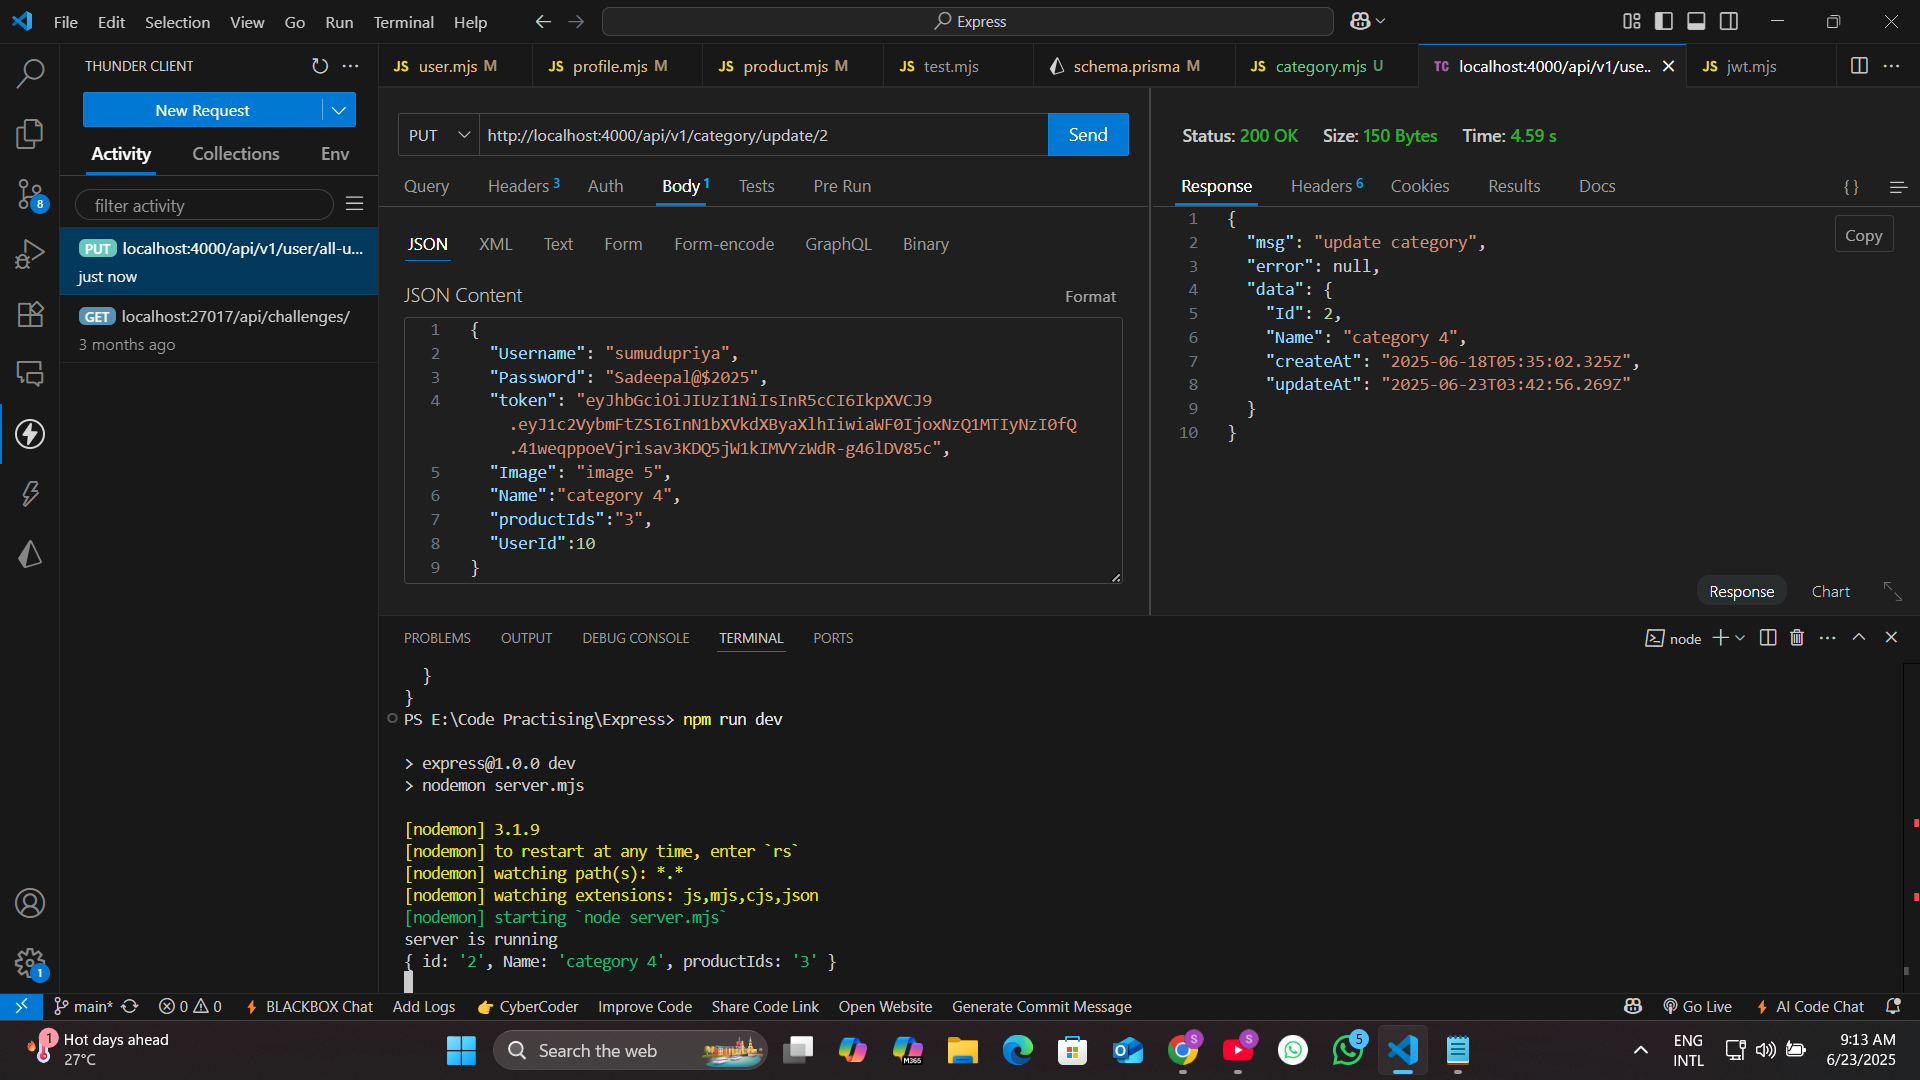 File Edit Selection View Go Run Terminal Help
Express
THUNDER CLIENT
New Request
Activity Collections Env
filter activity
PUT localhost:4000/api/v1/user/all-u...
just now
GET localhost:27017/api/challenges/
3 months ago
8
1
JS user.mjs M
JS profile.mjs M
JS product.mjs M
JS test.mjs
schema.prisma M
JS category.mjs U
TC localhost:4000/api/v1/use..
JS jwt.mjs
PUT http://localhost:4000/api/v1/category/update/2 Send
Query Headers 3 Auth Body 1 Tests Pre Run
JSON XML Text Form Form-encode GraphQL Binary
JSON Content Format
1 {
2 "Username": "sumudupriya",
3 "Password": "Sadeepal@$2025",
4 "token": "eyJhbGciOiJIUzI1NiIsInR5cCI6IkpXVCJ9
.eyJ1c2VybmFtZSI6InN1bXVkdXByaXlhIiwiaWF0IjoxNzQ1MTIyNzI0fQ
.41weqppoeVjrisav3KDQ5jW1kIMVYzWdR-g46lDV85c",
5 "Image": "image 5",
6 "Name":"category 4",
7 "productIds":"3",
8 "UserId":10
9 }
Status: 200 OK Size: 150 Bytes Time: 4.59 s
Response Headers 6 Cookies Results Docs { }
Copy
1 {
2 "msg": "update category",
3 "error": null,
4 "data": {
5 "Id": 2,
6 "Name": "category 4",
7 "createAt": "2025-06-18T05:35:02.325Z",
8 "updateAt": "2025-06-23T03:42:56.269Z"
9 }
10 }
Response Chart
PROBLEMS OUTPUT DEBUG CONSOLE TERMINAL PORTS
node
}
}
PS E:\Code Practising\Express> npm run dev
> express@1.0.0 dev
> nodemon server.mjs
[nodemon] 3.1.9
[nodemon] to restart at any time, enter `rs`
[nodemon] watching path(s): *.*
[nodemon] watching extensions: js,mjs,cjs,json
[nodemon] starting `node server.mjs`
server is running
{ id: '2', Name: 'category 4', productIds: '3' }
main* 0 0 BLACKBOX Chat Add Logs CyberCoder Improve Code Share Code Link Open Website Generate Commit Message Go Live AI Code Chat
1
Hot days ahead
27°C
Search the web
M365
S
S
5
ENG
INTL
9:13 AM
6/23/2025